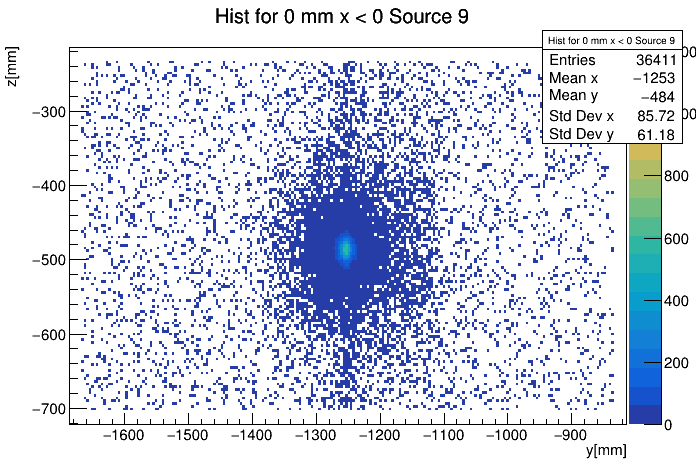 Hist for 0 mm x < 0 Source 9
z[mm]
Hist for 0 mm x < 0 Source 9
Entries 36411
Mean x −1253
Mean y −484
Std Dev x 85.72
Std Dev y 61.18
−300
−400
−500
−600
−700
800
600
400
200
0
−1600 −1500 −1400 −1300 −1200 −1100 −1000 −900
y[mm]